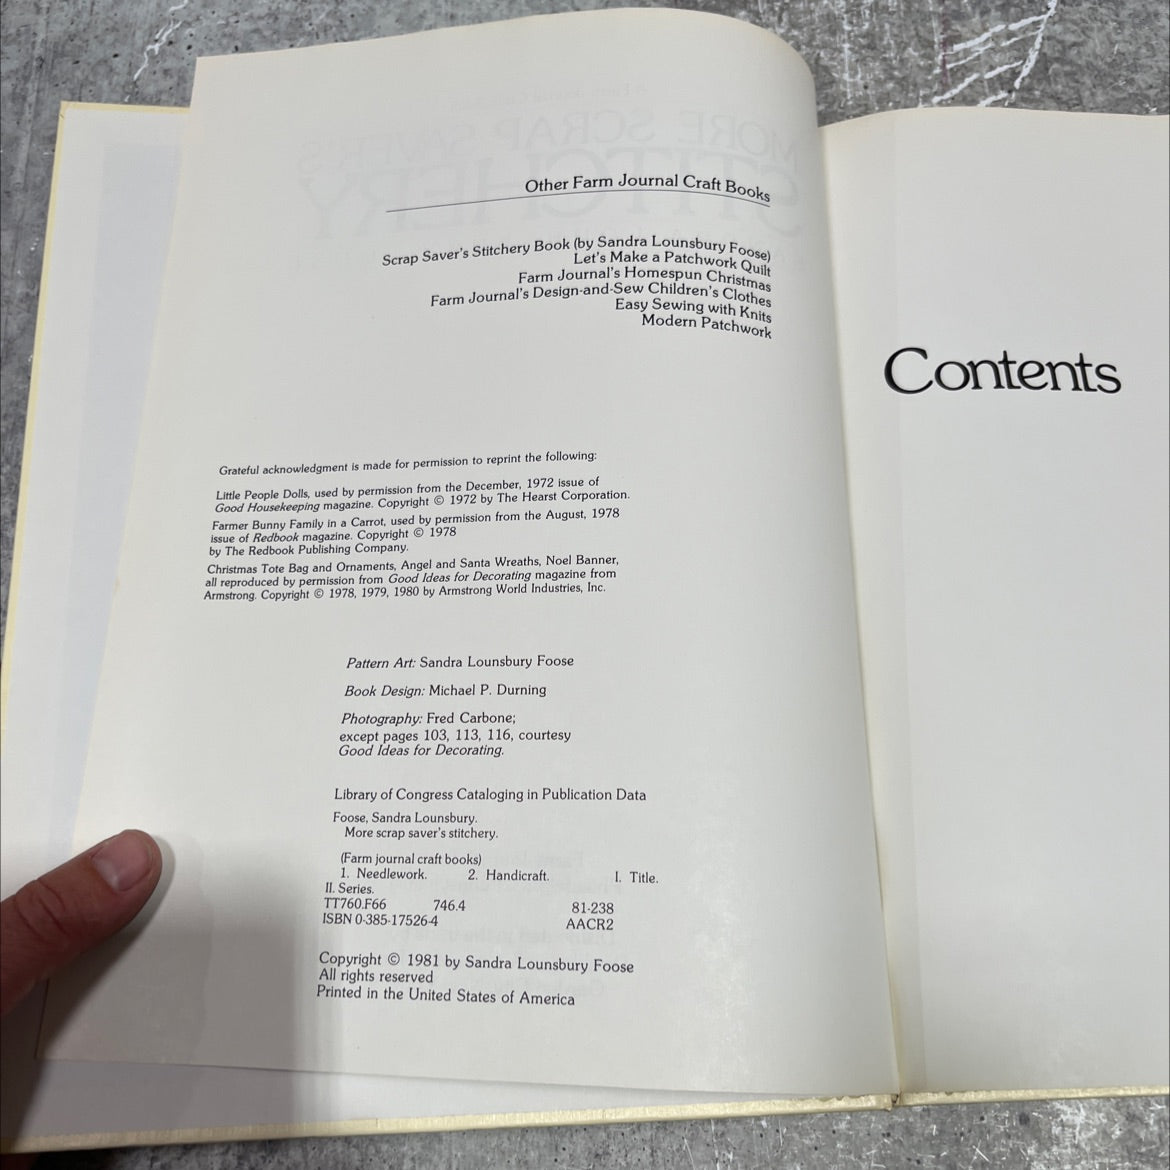 Other Farm Journal Craft Books
Scrap Saver's Stitchery Book (by Sandra Lounsbury Foose)
Let's Make a Patchwork Quilt
Farm Journal's Homespun Christmas
Farm Journal's Design-and-Sew Children's Clothes
Easy Sewing with Knits
Modern Patchwork
Grateful acknowledgment is made for permission to reprint the following:
Little People Dolls, used by permission from the December, 1972 issue of
Good Housekeeping magazine. Copyright © 1972 by The Hearst Corporation.
Farmer Bunny Family in a Carrot, used by permission from the August, 1978
issue of Redbook magazine. Copyright © 1978
by The Redbook Publishing Company.
Christmas Tote Bag and Ornaments, Angel and Santa Wreaths, Noel Banner,
all reproduced by permission from Good Ideas for Decorating magazine from
Armstrong. Copyright © 1978, 1979, 1980 by Armstrong World Industries, Inc.
Pattern Art: Sandra Lounsbury Foose
Book Design: Michael P. Durning
Photography: Fred Carbone;
except pages 103, 113, 116, courtesy
Good Ideas for Decorating.
Library of Congress Cataloging in Publication Data
Foose, Sandra Lounsbury.
More scrap saver's stitchery.
(Farm journal craft books)
1. Needlework. 2. Handicraft. I. Title.
II. Series.
TT760.F66 746.4 81-238
ISBN 0-385-17526-4 AACR2
Copyright © 1981 by Sandra Lounsbury Foose
All rights reserved
Printed in the United States of America
Contents
MORE SCRAP SAVER'S
STITCHERY